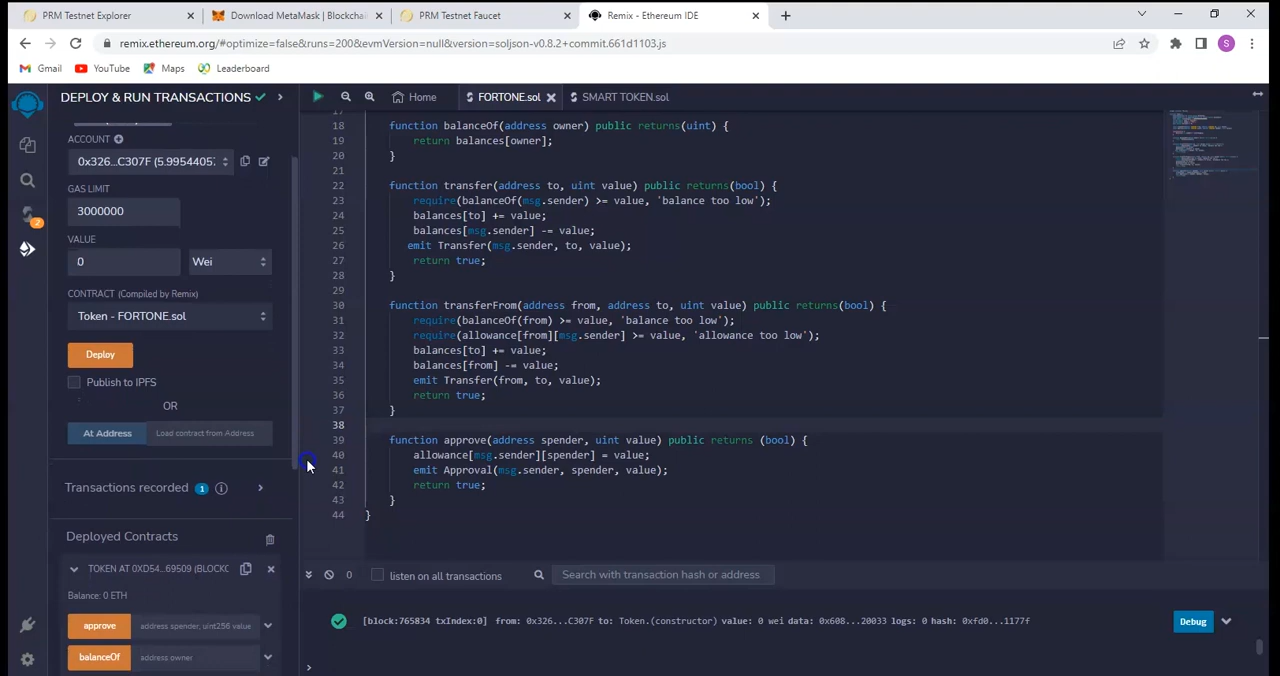 PRM Testnet Explorer
Download MetaMask | Blockchai
PRM Testnet Faucet
Remix - Ethereum IDE
remix.ethereum.org/#optimize=false&runs=200&evmVersion=null&version=soljson-v0.8.2+commit.661d1103.js
S
Gmail
YouTube
Maps
Leaderboard
DEPLOY & RUN TRANSACTIONS
Home
FORTONE.sol
SMART TOKEN.sol
ACCOUNT
0x326...C307F (5.99544057
GAS LIMIT
3000000
VALUE
0
Wei
CONTRACT (Compiled by Remix)
Token - FORTONE.sol
Deploy
Publish to IPFS
OR
At Address
Load contract from Address
Transactions recorded 1
Deployed Contracts
TOKEN AT 0XD54...69509 (BLOCKC
Balance: 0 ETH
approve
address spender, uint256 value
balanceOf
address owner
2
17
18 function balanceOf(address owner) public returns(uint) {
19 return balances[owner];
20 }
21
22 function transfer(address to, uint value) public returns(bool) {
23 require(balanceOf(msg.sender) >= value, 'balance too low');
24 balances[to] += value;
25 balances[msg.sender] -= value;
26 emit Transfer(msg.sender, to, value);
27 return true;
28 }
29
30 function transferFrom(address from, address to, uint value) public returns(bool) {
31 require(balanceOf(from) >= value, 'balance too low');
32 require(allowance[from][msg.sender] >= value, 'allowance too low');
33 balances[to] += value;
34 balances[from] -= value;
35 emit Transfer(from, to, value);
36 return true;
37 }
38
39 function approve(address spender, uint value) public returns (bool) {
40 allowance[msg.sender][spender] = value;
41 emit Approval(msg.sender, spender, value);
42 return true;
43 }
44 }
0
listen on all transactions
Search with transaction hash or address
[block:765834 txIndex:0] from: 0x326...C307F to: Token.(constructor) value: 0 wei data: 0x608...20033 logs: 0 hash: 0xfd0...1177f
Debug
>